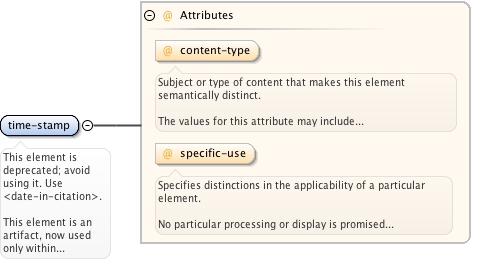 @ Attributes
@ content-type
Subject or type of content that makes this element
semantically distinct.
The values for this attribute may include...
time-stamp
This element is
deprecated; avoid
using it. Use
<date-in-citation>.
This element is an
artifact, now used
only within...
@ specific-use
Specifies distinctions in the applicability of a particular
element.
No particular processing or display is promised...